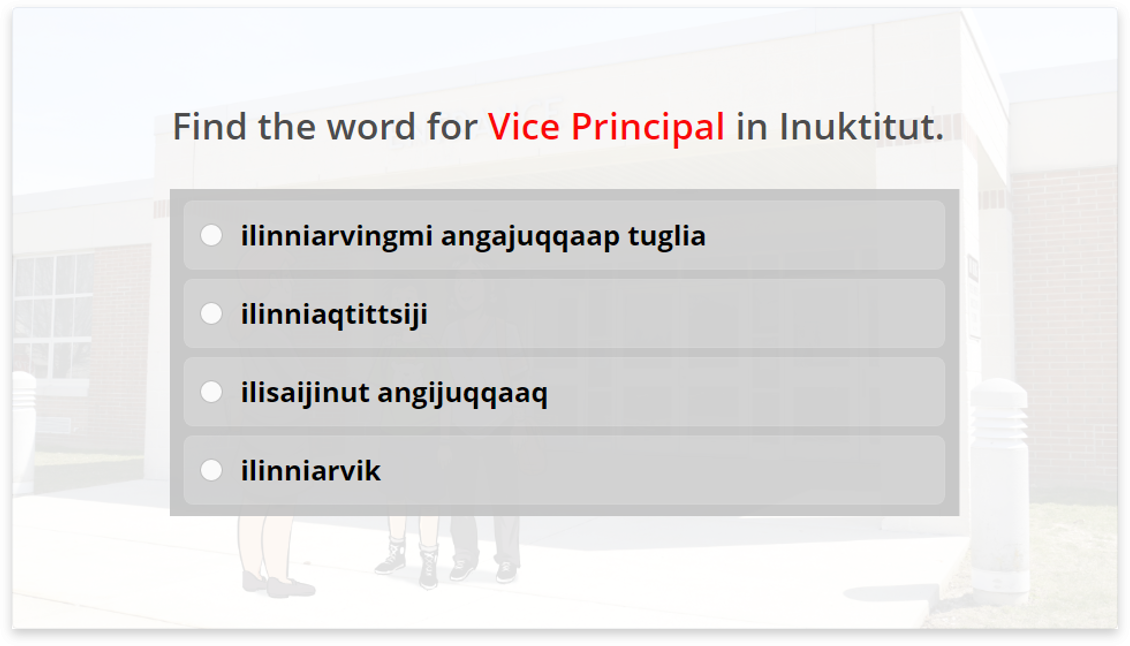 Find the word for Vice Principal in Inuktitut.
ilinniarvingmi angajuqqaap tuglia
ilinniaqtittsiji
ilisaijinut angijuqqaaq
ilinniarvik